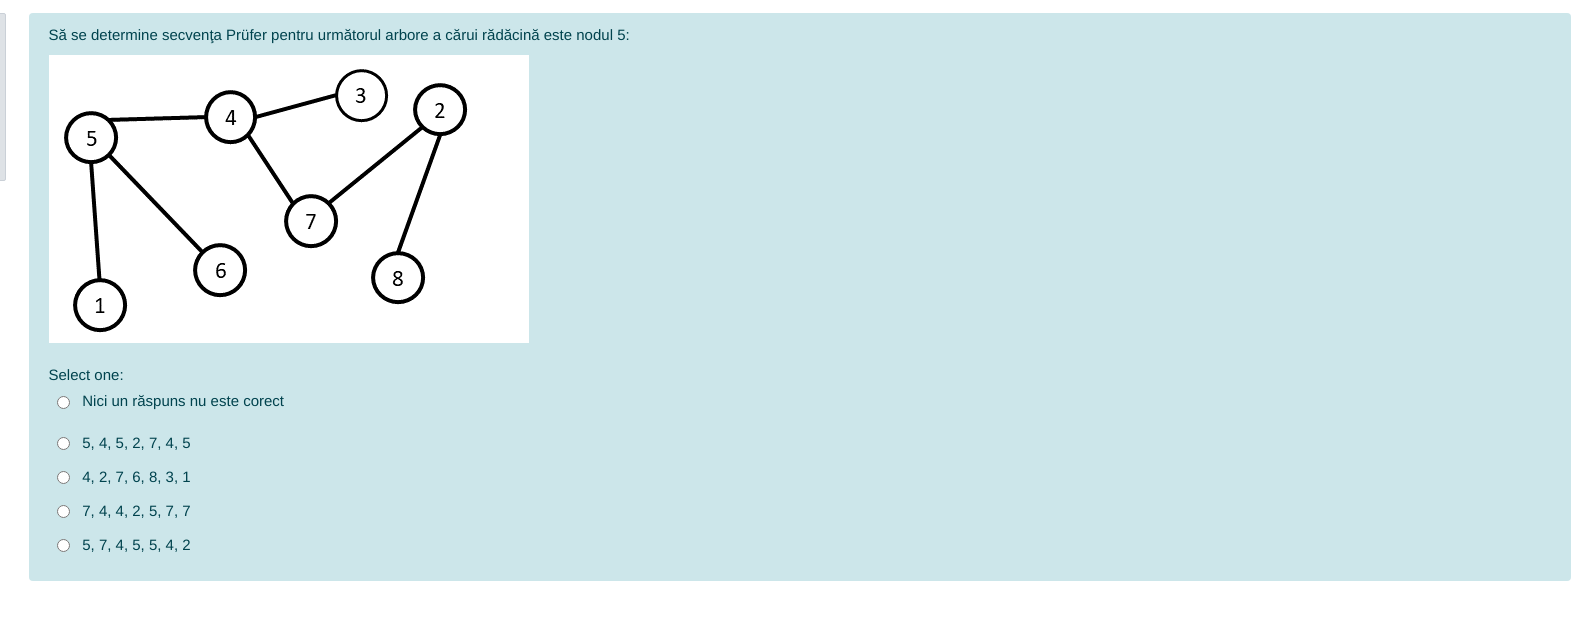 Să se determine secvenţa Prüfer pentru următorul arbore a cărui rădăcină este nodul 5:
3
2
4
5
7
6
8
1
Select one:
Nici un răspuns nu este corect
5, 4, 5, 2, 7, 4, 5
4, 2, 7, 6, 8, 3, 1
7, 4, 4, 2, 5, 7, 7
5, 7, 4, 5, 5, 4, 2